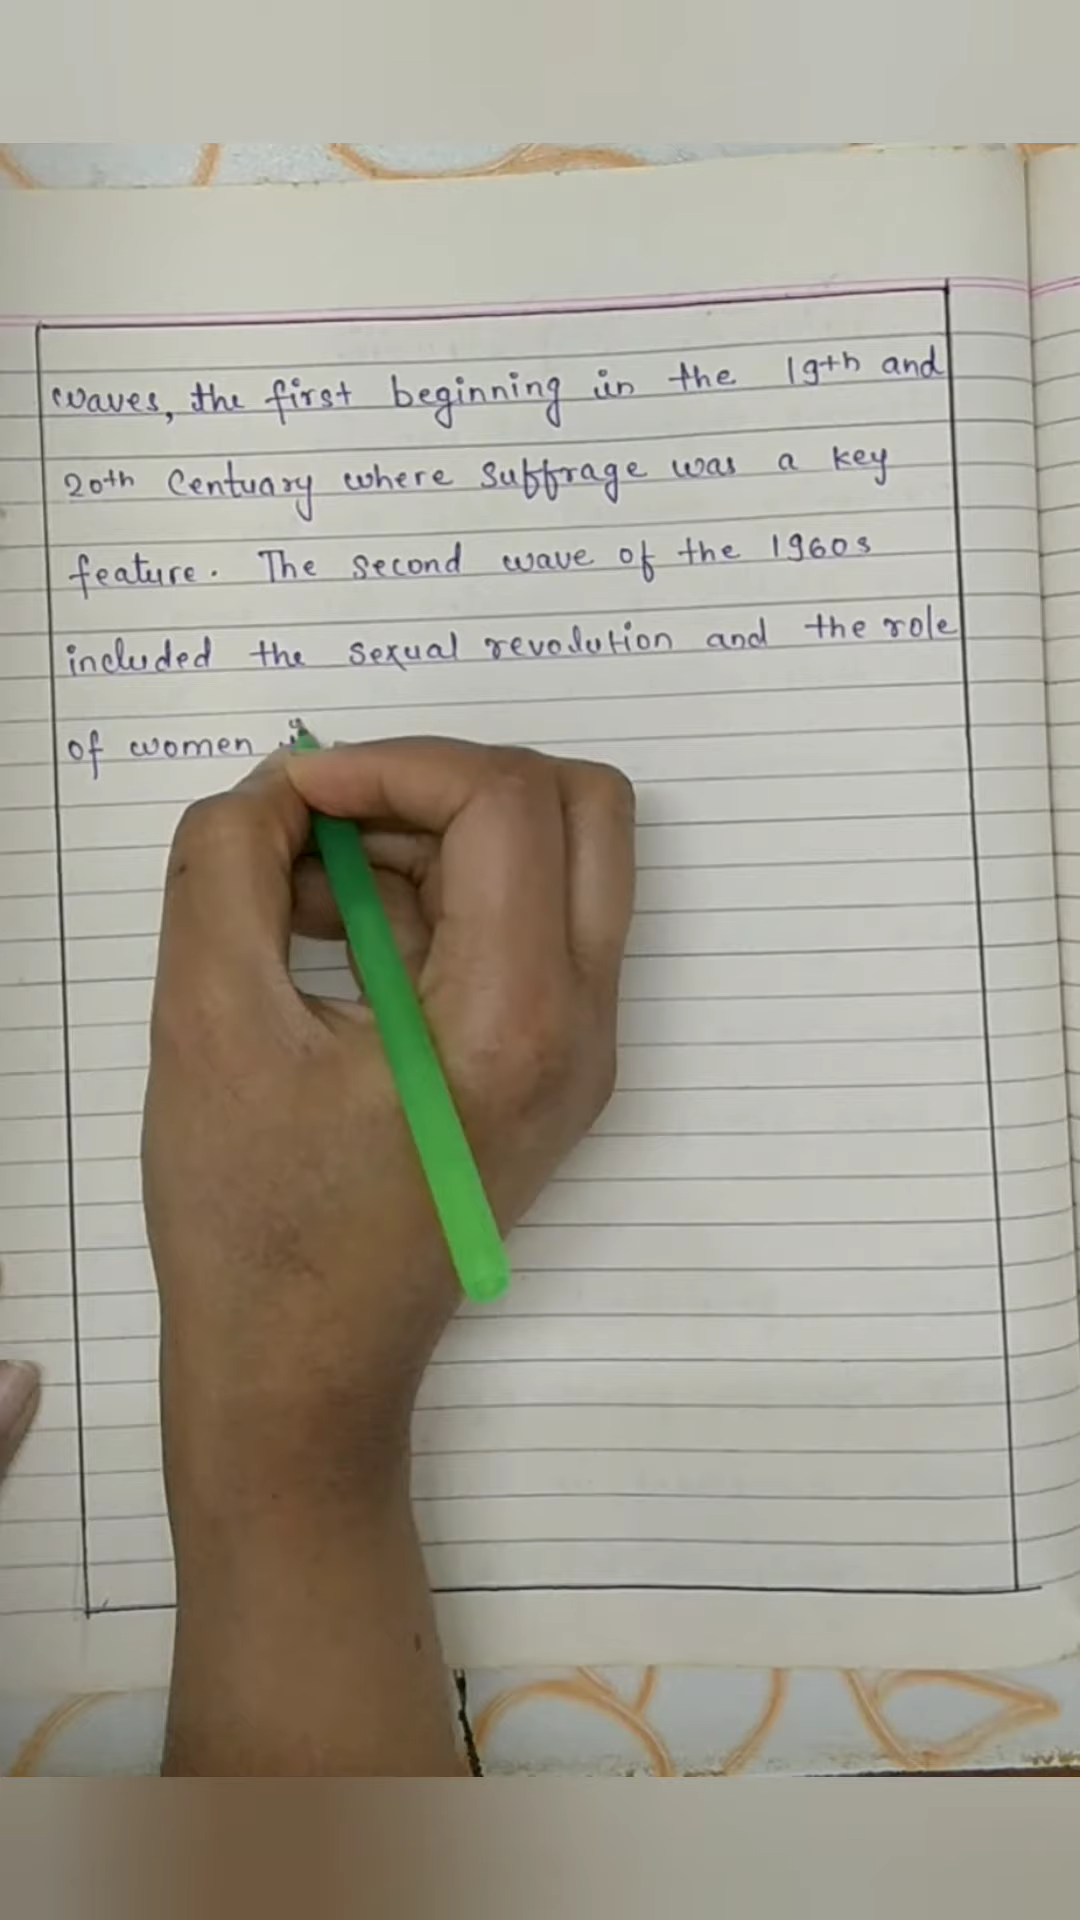 waves, the first beginning in the 19th and
20th Centuary where suffrage was a key
feature. The second wave of the 1960s
included the sexual revolution and the role
of women